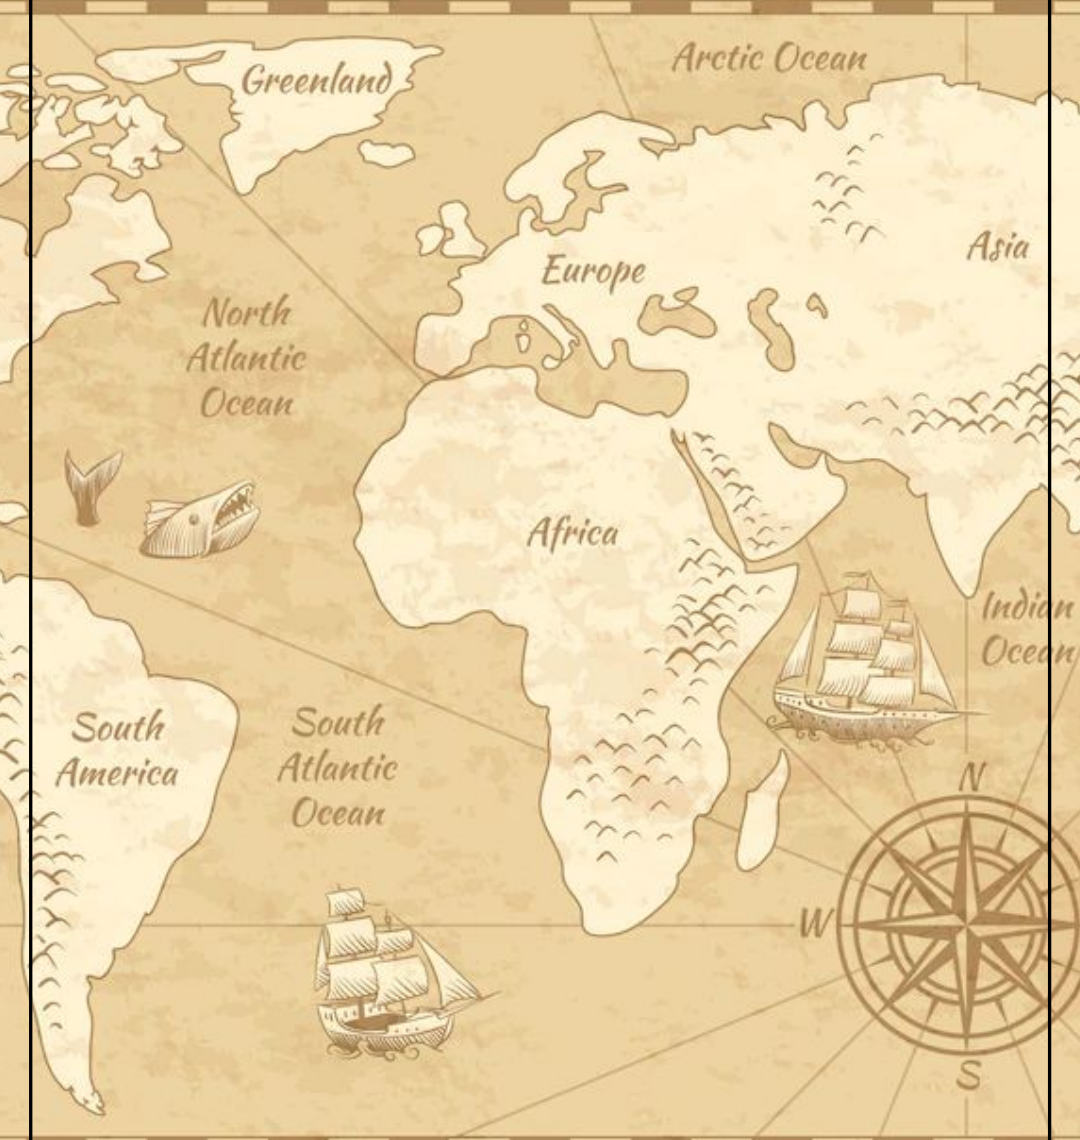 Greenland
Arctic Ocean
Asia
Europe
North
Atlantic
Ocean
Africa
Indian
Ocean
South
America
South
Atlantic
Ocean
N
W
S